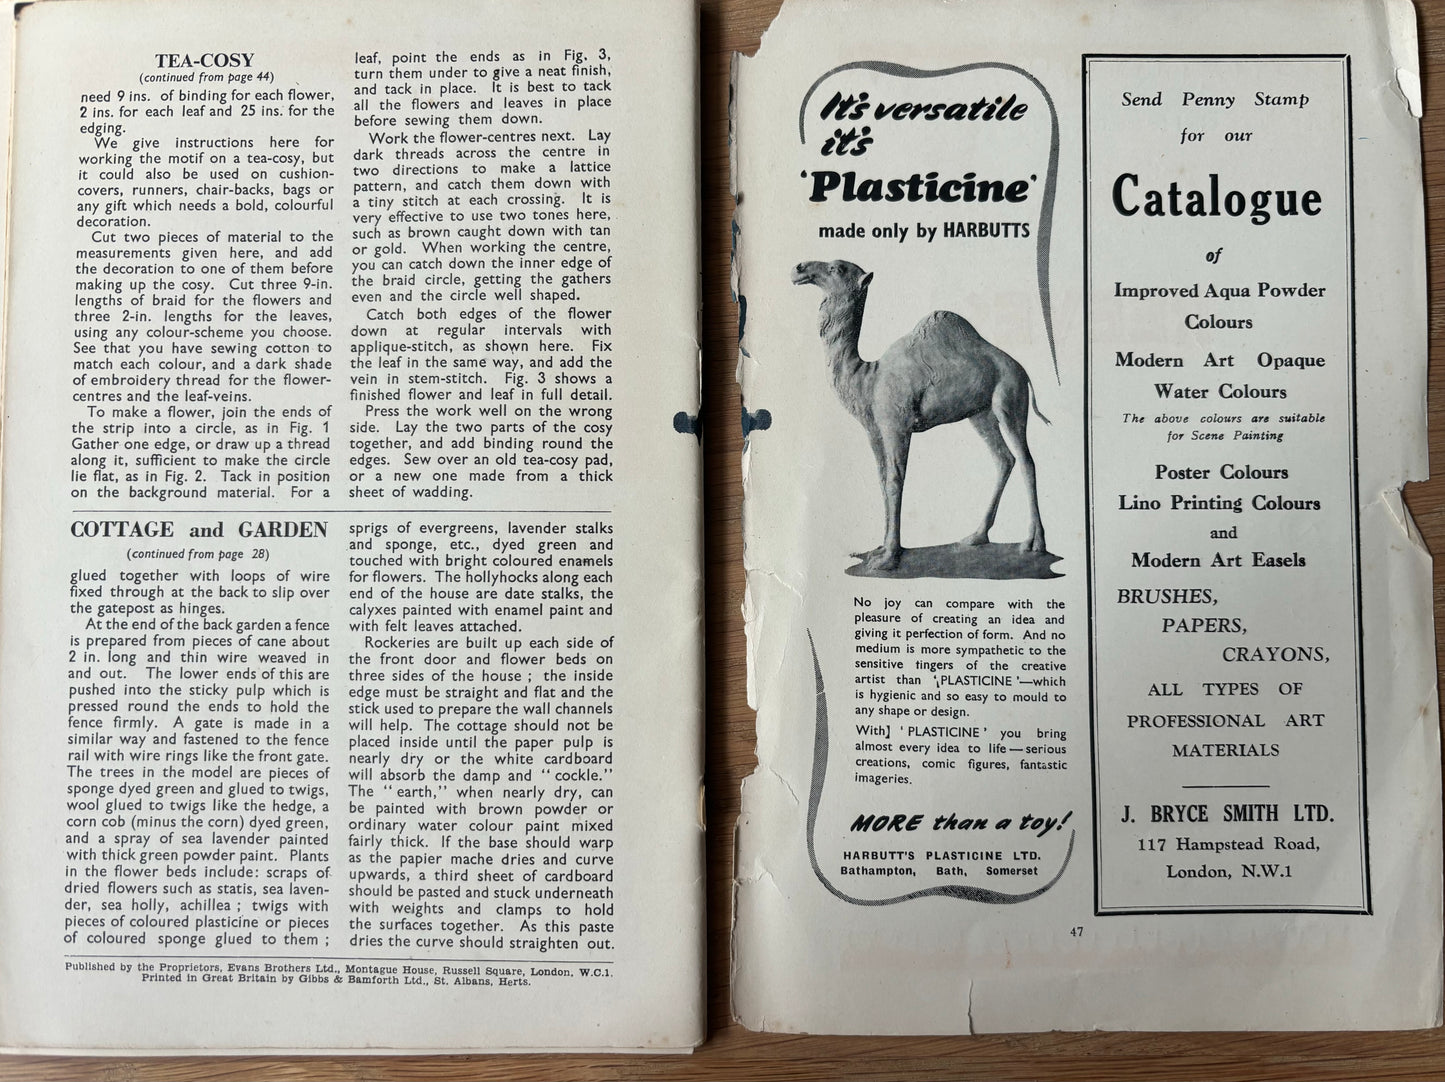 TEA-COSY
(continued from page 44)
need 9 ins. of binding for each flower,
2 ins. for each leaf and 25 ins. for the
edging.
We give instructions here for
working the motif on a tea-cosy, but
it could also be used on cushion-
covers, runners, chair-backs, bags or
any gift which needs a bold, colourful
decoration.
Cut two pieces of material to the
measurements given here, and add
the decoration to one of them before
making up the cosy. Cut three 9-in.
lengths of braid for the flowers and
three 2-in. lengths for the leaves,
using any colour-scheme you choose.
See that you have sewing cotton to
match each colour, and a dark shade
of embroidery thread for the flower-
centres and the leaf-veins.
To make a flower, join the ends of
the strip into a circle, as in Fig. 1
Gather one edge, or draw up a thread
along it, sufficient to make the circle
lie flat, as in Fig. 2. Tack in position
on the background material. For a
leaf, point the ends as in Fig. 3,
turn them under to give a neat finish,
and tack in place. It is best to tack
all the flowers and leaves in place
before sewing them down.
Work the flower-centres next. Lay
dark threads across the centre in
two directions to make a lattice
pattern, and catch them down with
a tiny stitch at each crossing. It is
very effective to use two tones here,
such as brown caught down with tan
or gold. When working the centre,
you can catch down the inner edge of
the braid circle, getting the gathers
even and the circle well shaped.
Catch both edges of the flower
down at regular intervals with
applique-stitch, as shown here. Fix
the leaf in the same way, and add the
vein in stem-stitch. Fig. 3 shows a
finished flower and leaf in full detail.
Press the work well on the wrong
side. Lay the two parts of the cosy
together, and add binding round the
edges. Sew over an old tea-cosy pad,
or a new one made from a thick
sheet of wadding.
COTTAGE and GARDEN
(continued from page 28)
glued together with loops of wire
fixed through at the back to slip over
the gatepost as hinges.
At the end of the back garden a fence
is prepared from pieces of cane about
2 in. long and thin wire weaved in
and out. The lower ends of this are
pushed into the sticky pulp which is
pressed round the ends to hold the
fence firmly. A gate is made in a
similar way and fastened to the fence
rail with wire rings like the front gate.
The trees in the model are pieces of
sponge dyed green and glued to twigs,
wool glued to twigs like the hedge, a
corn cob (minus the corn) dyed green,
and a spray of sea lavender painted
with thick green powder paint. Plants
in the flower beds include: scraps of
dried flowers such as statis, sea laven-
der, sea holly, achillea ; twigs with
pieces of coloured plasticine or pieces
of coloured sponge glued to them ;
sprigs of evergreens, lavender stalks
and sponge, etc., dyed green and
touched with bright coloured enamels
for flowers. The hollyhocks along each
end of the house are date stalks, the
calyxes painted with enamel paint and
with felt leaves attached.
Rockeries are built up each side of
the front door and flower beds on
three sides of the house ; the inside
edge must be straight and flat and the
stick used to prepare the wall channels
will help. The cottage should not be
placed inside until the paper pulp is
nearly dry or the white cardboard
will absorb the damp and “ cockle.”
The “ earth,” when nearly dry, can
be painted with brown powder or
ordinary water colour paint mixed
fairly thick. If the base should warp
as the papier mache dries and curve
upwards, a third sheet of cardboard
should be pasted and stuck underneath
with weights and clamps to hold
the surfaces together. As this paste
dries the curve should straighten out.
Published by the Proprietors, Evans Brothers Ltd., Montague House, Russell Square, London, W.C.1.
Printed in Great Britain by Gibbs & Bamforth Ltd., St. Albans, Herts.
It's versatile
it's
'Plasticine'
made only by HARBUTTS
No joy can compare with the
pleasure of creating an idea and
giving it perfection of form. And no
medium is more sympathetic to the
sensitive fingers of the creative
artist than 'PLASTICINE'—which
is hygienic and so easy to mould to
any shape or design.
With] ' PLASTICINE ' you bring
almost every idea to life—serious
creations, comic figures, fantastic
imageries.
MORE than a toy!
HARBUTT'S PLASTICINE LTD.
Bathampton, Bath, Somerset
Send Penny Stamp
for our
Catalogue
of
Improved Aqua Powder
Colours
Modern Art Opaque
Water Colours
The above colours are suitable
for Scene Painting
Poster Colours
Lino Printing Colours
and
Modern Art Easels
BRUSHES,
PAPERS,
CRAYONS,
ALL TYPES OF
PROFESSIONAL ART
MATERIALS
J. BRYCE SMITH LTD.
117 Hampstead Road,
London, N.W.1
47